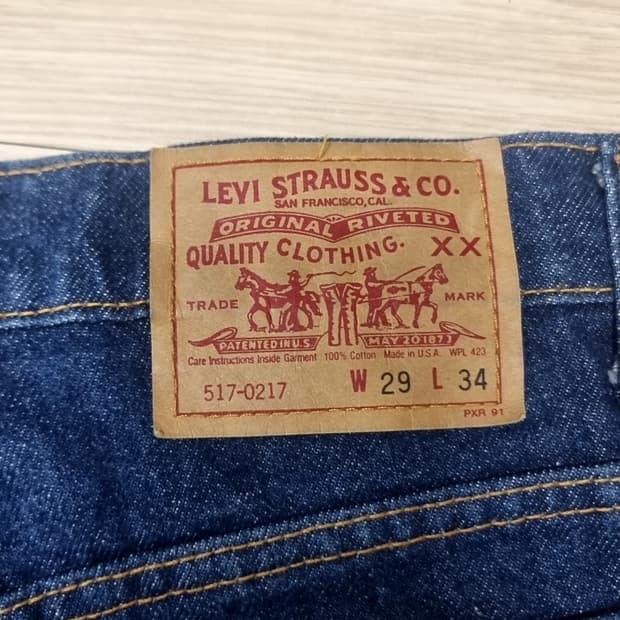 LEVI STRAUSS & CO.
SAN FRANCISCO, CAL.
ORIGINAL RIVETED
QUALITY CLOTHING. XX
TRADE MARK
PATENTED IN U.S. MAY 20 1873
Care Instructions Inside Garment 100% Cotton Made in U.S.A. WPL 423
517-0217 W 29 L 34
PXR 91